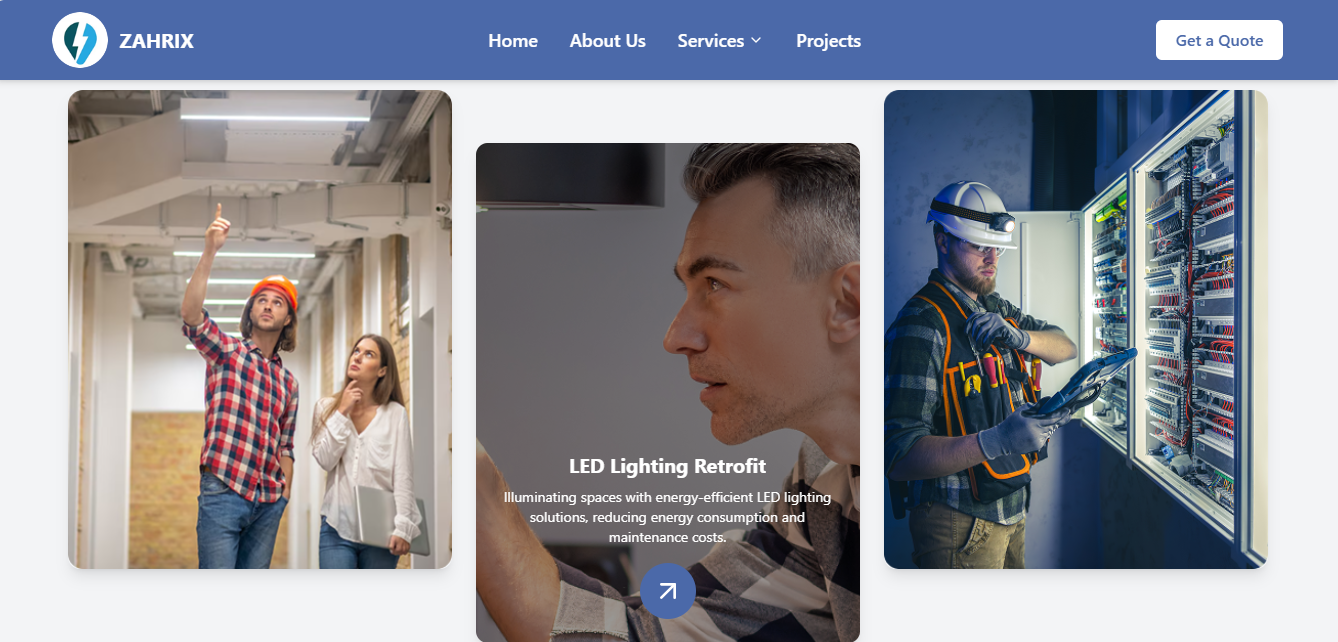 ZAHRIX
Home
About Us
Services
Projects
Get a Quote
LED Lighting Retrofit
Illuminating spaces with energy-efficient LED lighting
solutions, reducing energy consumption and
maintenance costs.